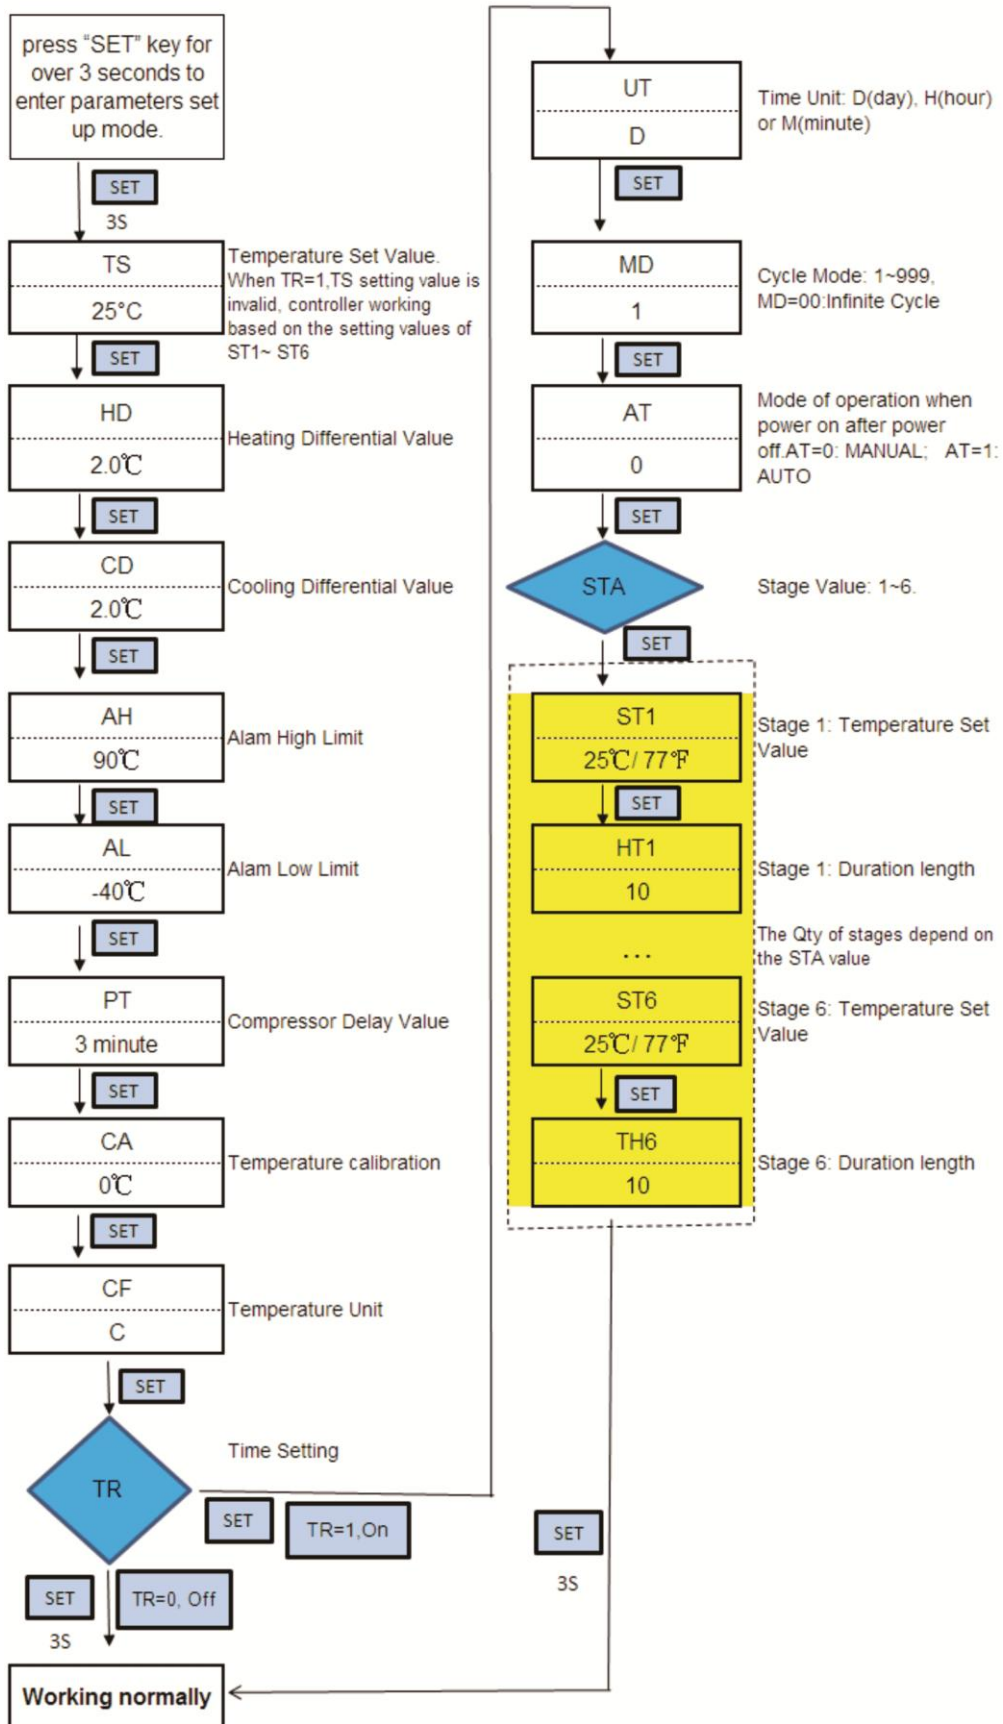 press “SET” key for
over 3 seconds to
enter parameters set
up mode.
SET
3S
TS
25°C
Temperature Set Value.
When TR=1,TS setting value is
invalid, controller working
based on the setting values of
ST1~ ST6
SET
HD
2.0℃
Heating Differential Value
SET
CD
2.0℃
Cooling Differential Value
SET
AH
90℃
Alam High Limit
SET
AL
-40℃
Alam Low Limit
SET
PT
3 minute
Compressor Delay Value
SET
CA
0℃
Temperature calibration
SET
CF
C
Temperature Unit
SET
TR
Time Setting
SET
TR=1,On
SET
3S
TR=0, Off
Working normally
UT
D
Time Unit: D(day), H(hour)
or M(minute)
SET
MD
1
Cycle Mode: 1~999,
MD=00:Infinite Cycle
SET
AT
0
Mode of operation when
power on after power
off.AT=0: MANUAL; AT=1:
AUTO
SET
STA
Stage Value: 1~6.
SET
ST1
25℃/ 77℉
Stage 1: Temperature Set
Value
SET
HT1
10
Stage 1: Duration length
...
The Qty of stages depend on
the STA value
ST6
25℃/ 77℉
Stage 6: Temperature Set
Value
SET
TH6
10
Stage 6: Duration length
SET
3S